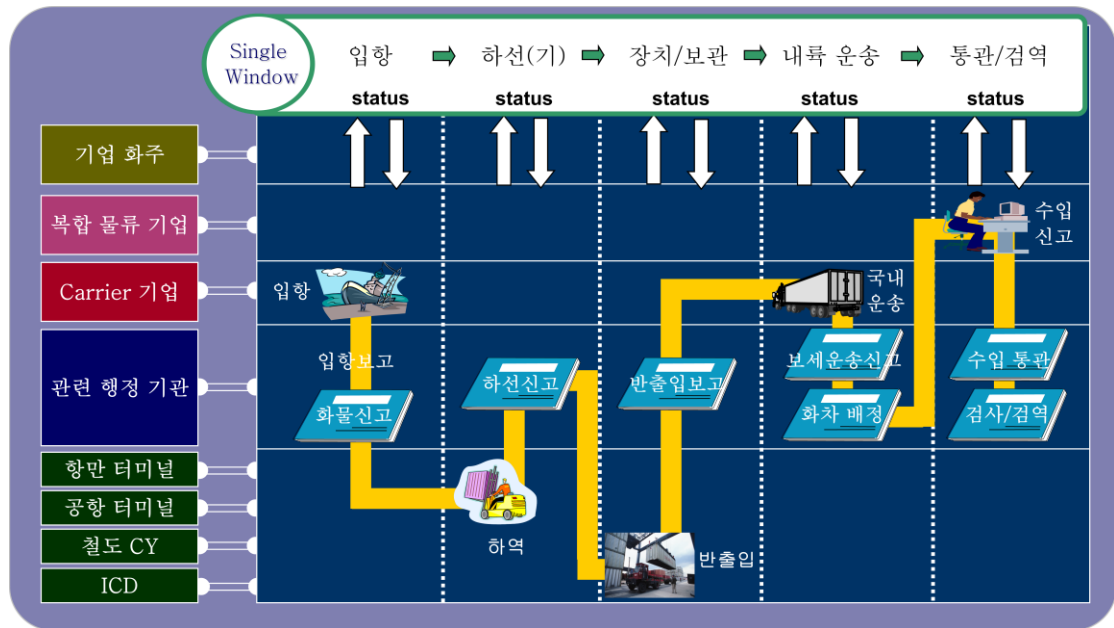 Single
Window
입항
하선(기)
장치/보관
내륙 운송
통관/검역
status
status
status
status
status
기업 화주
복합 물류 기업
수입
신고
Carrier 기업
입항
국내
운송
관련 행정 기관
입항보고
화물신고
하선신고
반출입보고
보세운송신고
화차 배정
수입 통관
검사/검역
항만 터미널
공항 터미널
철도 CY
ICD
하역
반출입